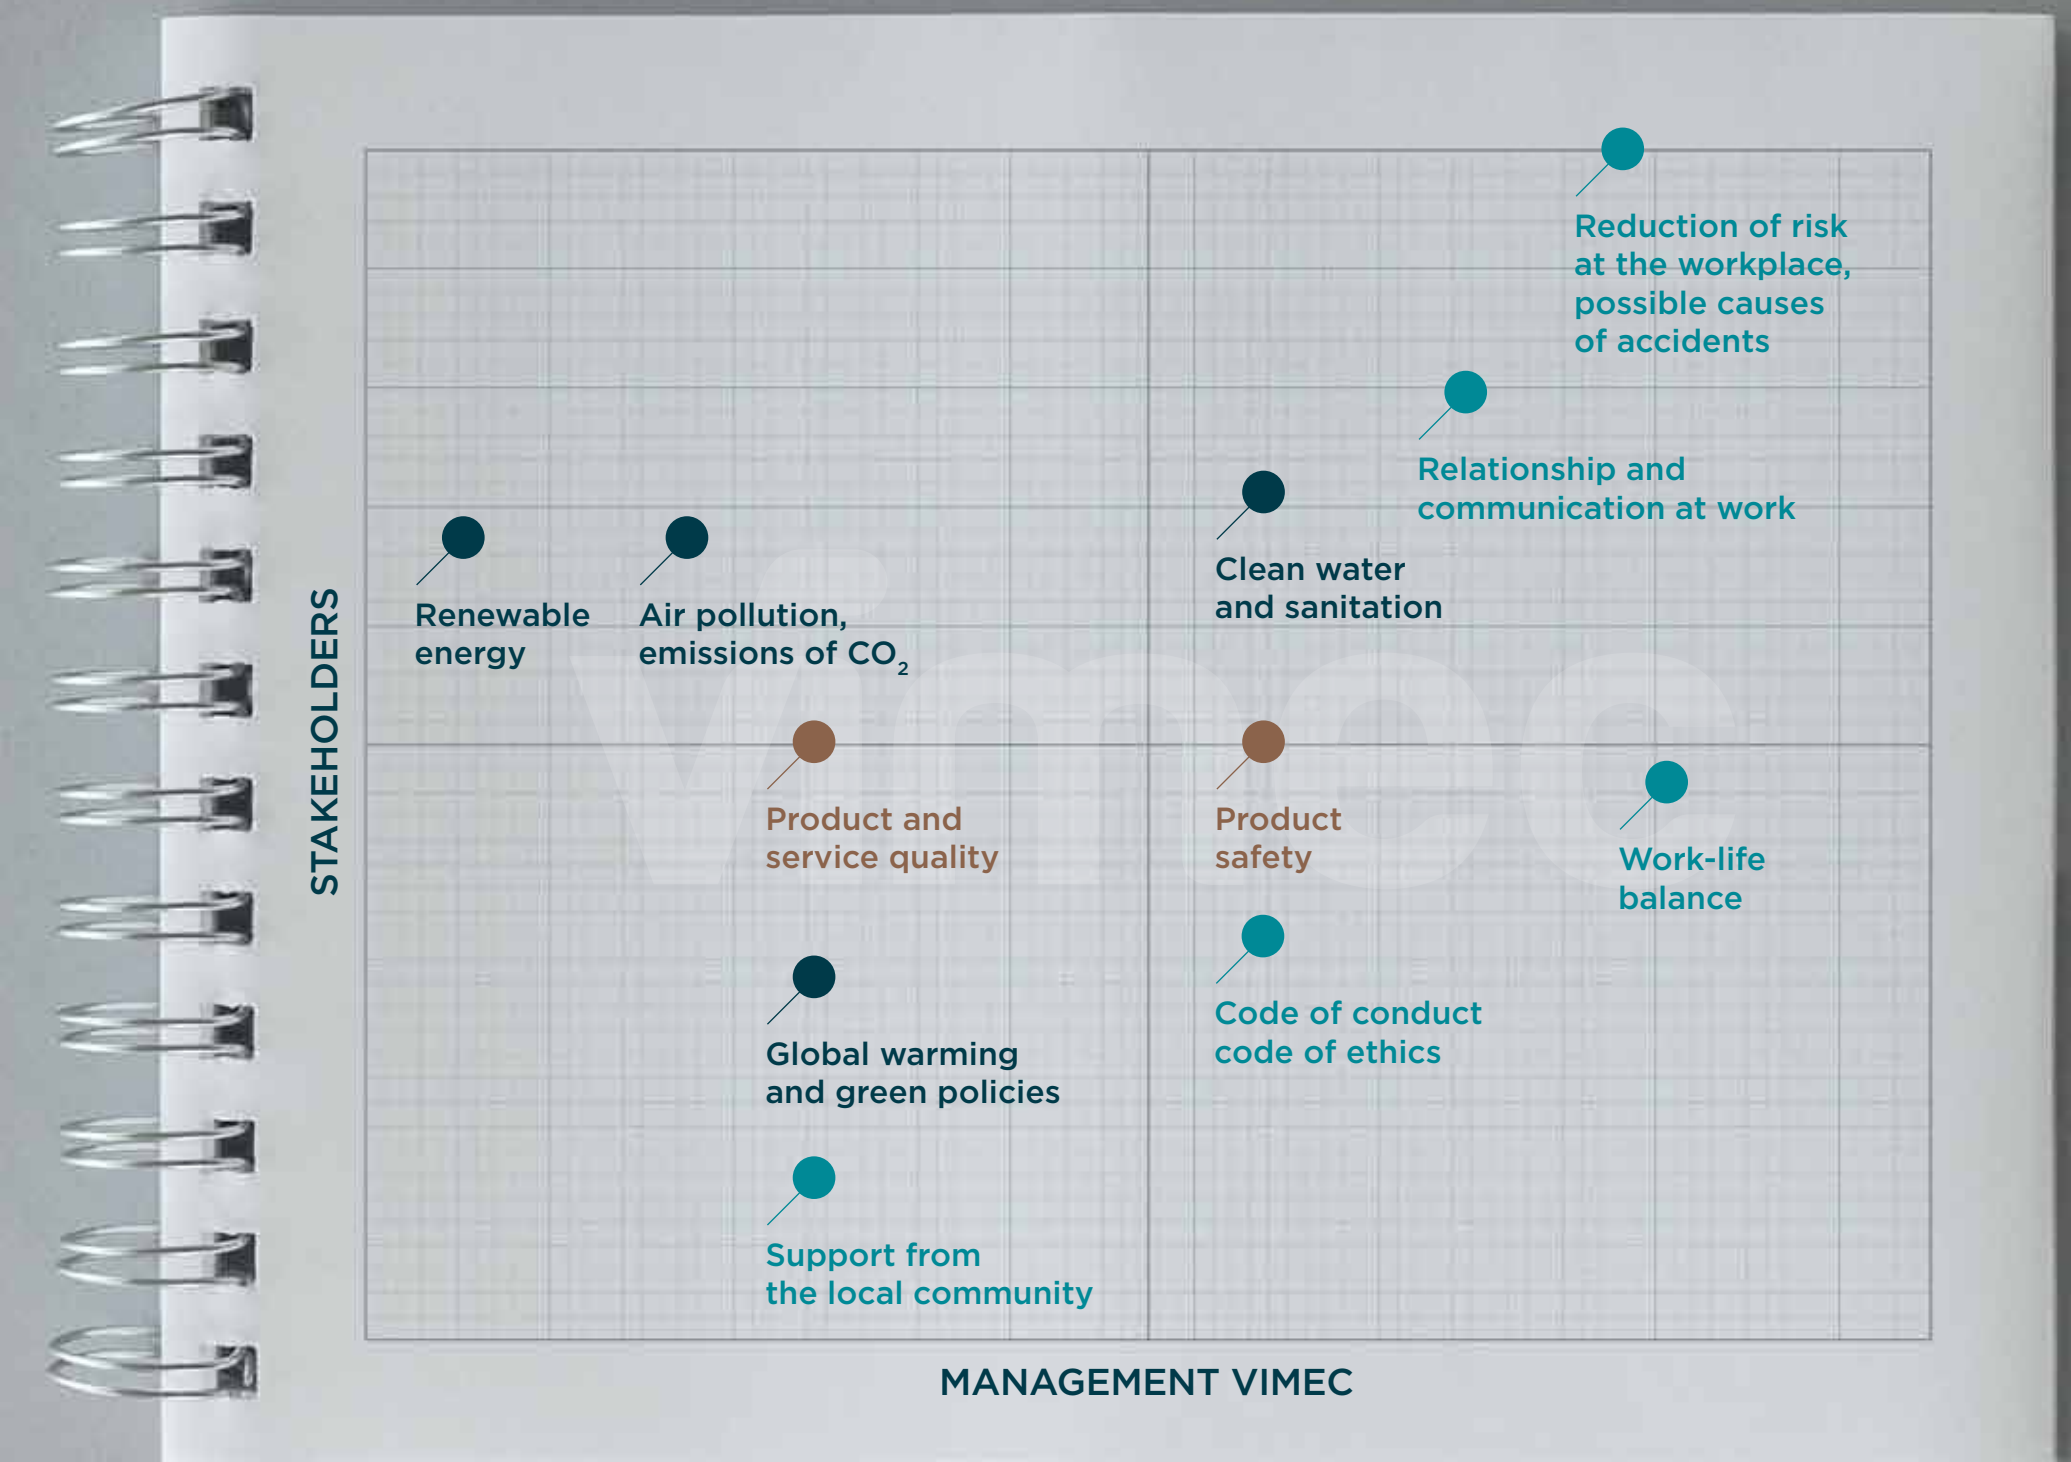 Reduction of risk
at the workplace,
possible causes
of accidents
Relationship and
communication at work
Clean water
and sanitation
Renewable
energy
Air pollution,
emissions of CO₂
STAKEHOLDERS
vimec
Product and
service quality
Product
safety
Work-life
balance
Code of conduct
code of ethics
Global warming
and green policies
Support from
the local community
MANAGEMENT VIMEC